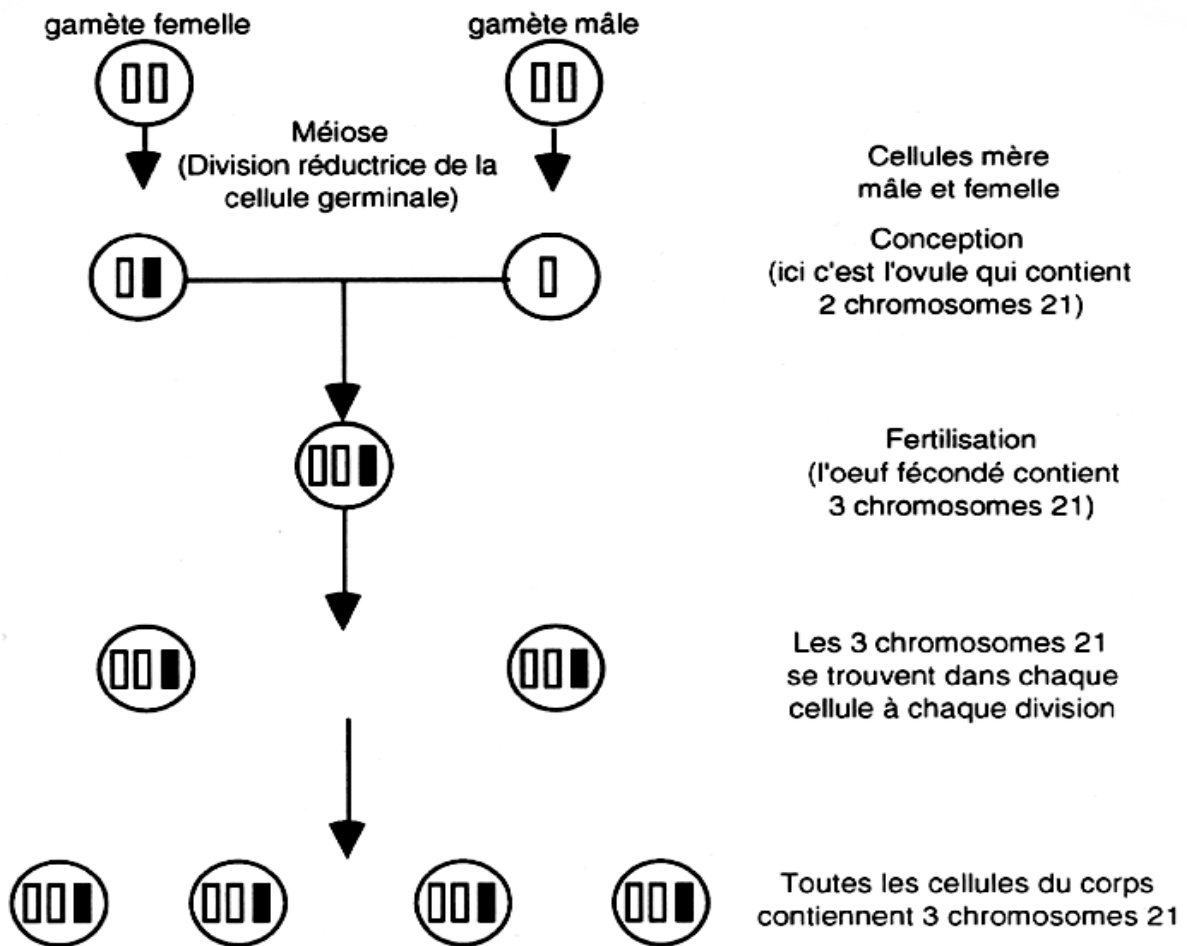 gamète femelle
gamète mâle
Méiose
(Division réductrice de la
cellule germinale)
Cellules mère
mâle et femelle
Conception
(ici c'est l'ovule qui contient
2 chromosomes 21)
Fertilisation
(l'oeuf fécondé contient
3 chromosomes 21)
Les 3 chromosomes 21
se trouvent dans chaque
cellule à chaque division
Toutes les cellules du corps
contiennent 3 chromosomes 21